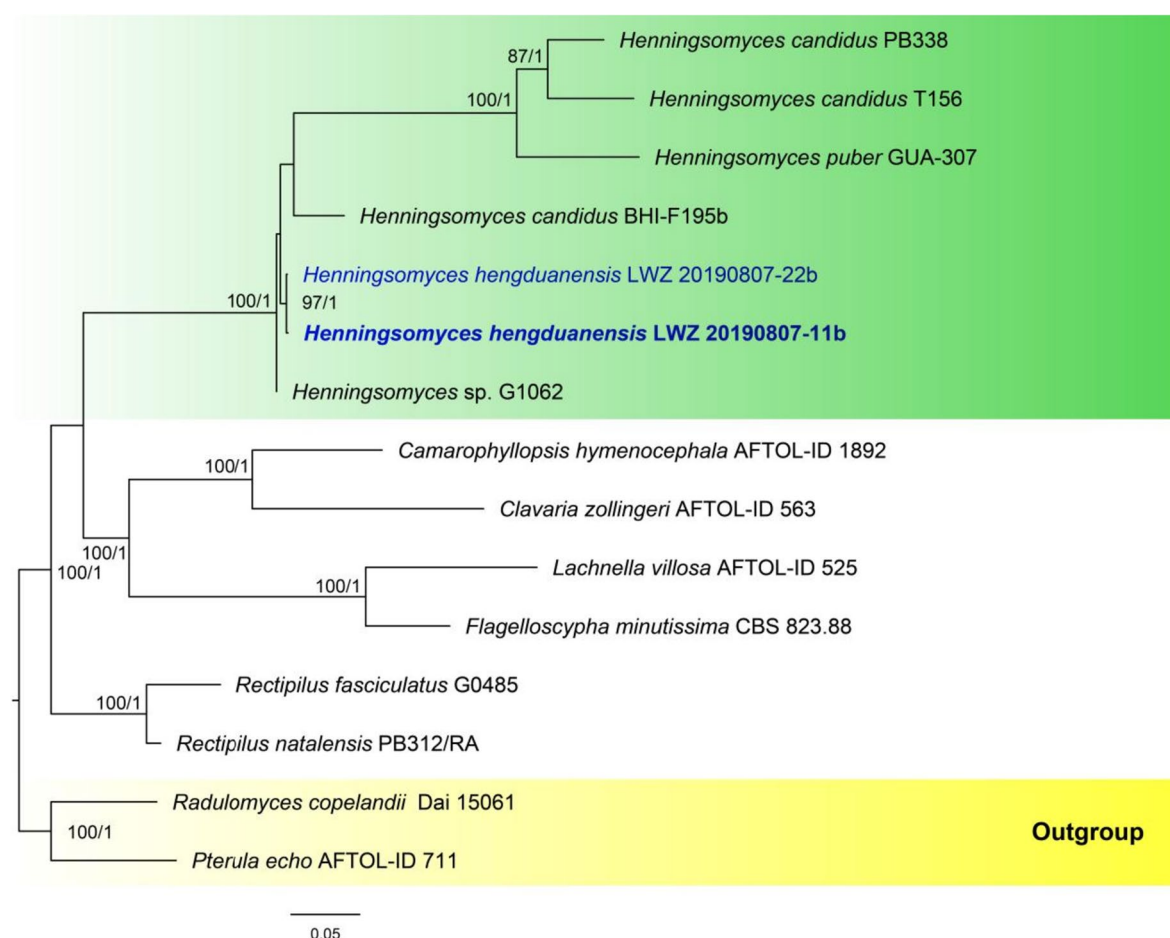 Henningsomyces candidus PB338
87/1
100/1
Henningsomyces candidus T156
Henningsomyces puber GUA-307
Henningsomyces candidus BHI-F195b
Henningsomyces hengduanensis LWZ 20190807-22b
100/1
97/1
Henningsomyces hengduanensis LWZ 20190807-11b
Henningsomyces sp. G1062
Camarophyllopsis hymenocephala AFTOL-ID 1892
100/1
Clavaria zollingeri AFTOL-ID 563
100/1
100/1
Lachnella villosa AFTOL-ID 525
100/1
Flagelloscypha minutissima CBS 823.88
Rectipilus fasciculatus G0485
100/1
Rectipilus natalensis PB312/RA
Radulomyces copelandii Dai 15061
100/1
Outgroup
Pterula echo AFTOL-ID 711
0.05